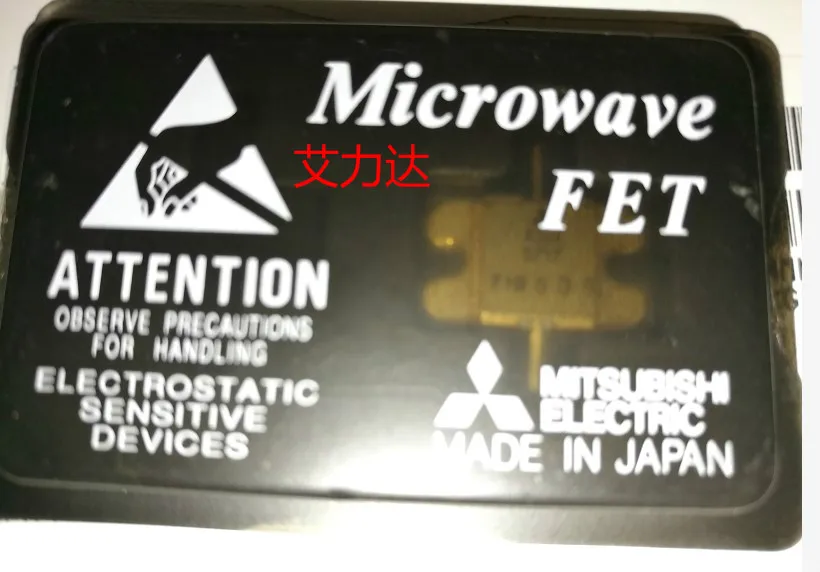 Microwave
FET
艾力达
ATTENTION
OBSERVE PRECAUTIONS
FOR HANDLING
ELECTROSTATIC
SENSITIVE
DEVICES
MITSUBISHI
ELECTRIC
MADE IN JAPAN